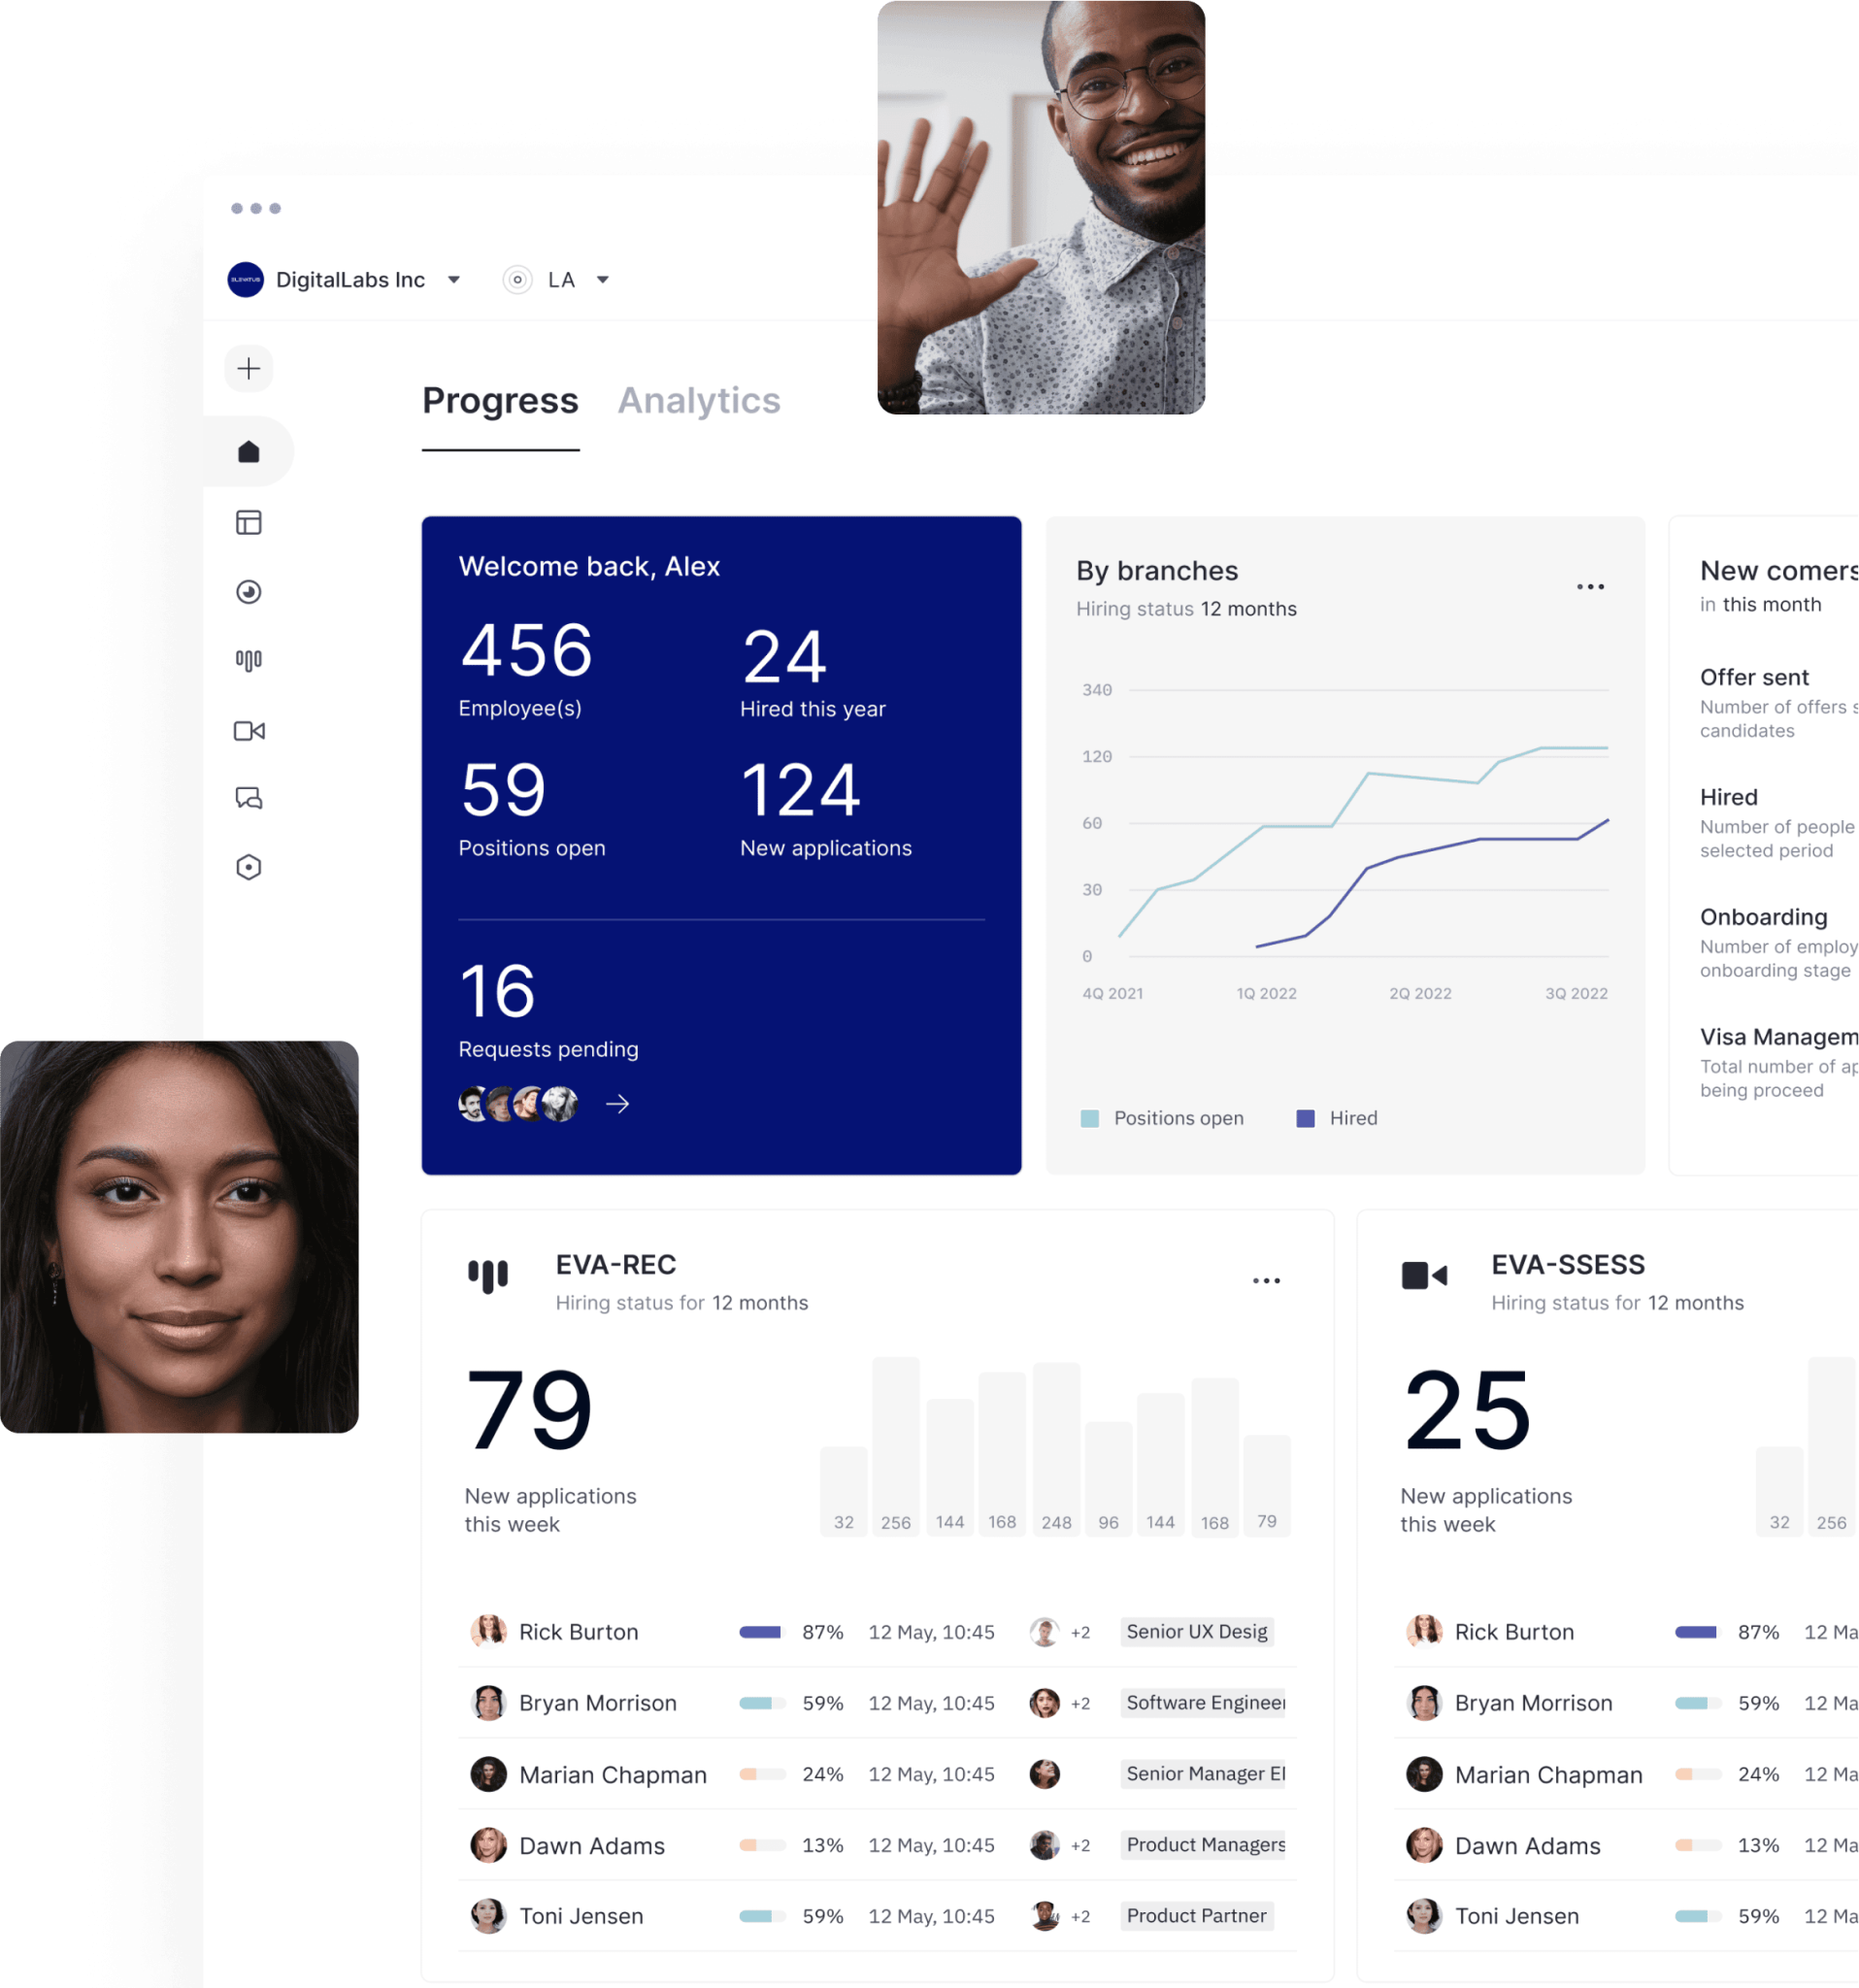 DigitalLabs Inc
LA
Progress
Analytics
Welcome back, Alex
456
Employee(s)
24
Hired this year
59
Positions open
124
New applications
16
Requests pending
By branches
Hiring status 12 months
340
120
60
30
0
4Q 2021
1Q 2022
2Q 2022
3Q 2022
Positions open
Hired
New comers
in this month
Offer sent
Number of offers
candidates
Hired
Number of people
selected period
Onboarding
Number of employ
onboarding stage
Visa Managem
Total number of ap
being proceed
EVA-REC
Hiring status for 12 months
79
New applications
this week
32 256 144 168 248 96 144 168 79
Rick Burton 87% 12 May, 10:45 +2 Senior UX Desig
Bryan Morrison 59% 12 May, 10:45 +2 Software Engineer
Marian Chapman 24% 12 May, 10:45 Senior Manager
Dawn Adams 13% 12 May, 10:45 +2 Product Managers
Toni Jensen 59% 12 May, 10:45 +2 Product Partner
EVA-SSESS
Hiring status for 12 months
25
New applications
this week
32 256
Rick Burton 87% 12 Ma
Bryan Morrison 59% 12 Ma
Marian Chapman 24% 12 Ma
Dawn Adams 13% 12 Ma
Toni Jensen 59% 12 Ma